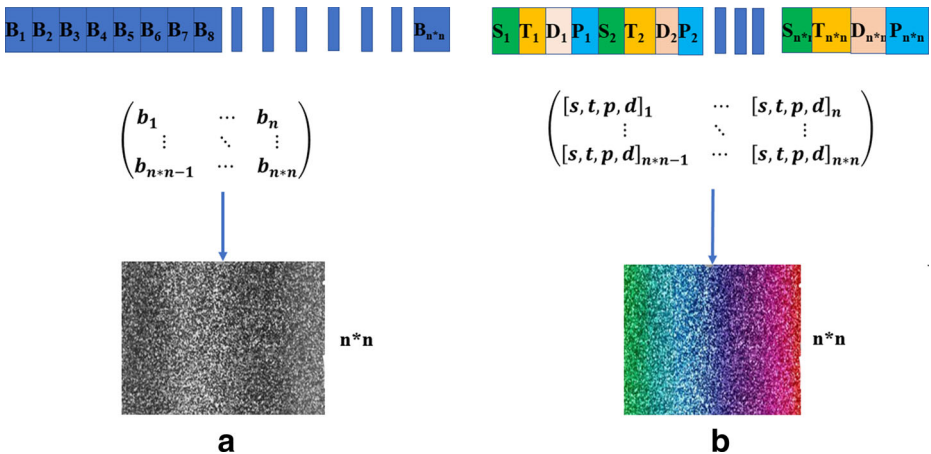 B₁ B₂ B₃ B₄ B₅ B₆ B₇ B₈ Bₙ*ₙ
(b₁ ⋯ bₙ
⋮ ⋱ ⋮
bₙ*ₙ₋₁ ⋯ bₙ*ₙ)
n*n
a
S₁ T₁ D₁ P₁ S₂ T₂ D₂ P₂ Sₙ*ₙ Tₙ*ₙ Dₙ*ₙ Pₙ*ₙ
([s, t, p, d]₁ ⋯ [s, t, p, d]ₙ
⋮ ⋱ ⋮
[s, t, p, d]ₙ*ₙ₋₁ ⋯ [s, t, p, d]ₙ*ₙ)
n*n
b